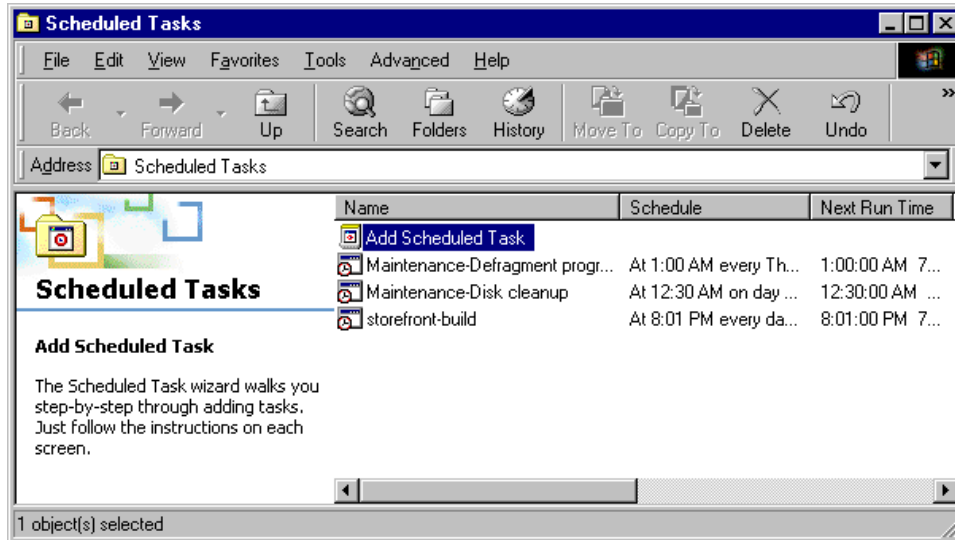 Scheduled Tasks
File Edit View Favorites Tools Advanced Help
Back Forward Up Search Folders History Move To Copy To Delete Undo »
Address Scheduled Tasks
Name Schedule Next Run Time
Add Scheduled Task
Maintenance-Defragment progr... At 1:00 AM every Th... 1:00:00 AM 7...
Maintenance-Disk cleanup At 12:30 AM on day ... 12:30:00 AM ...
storefront-build At 8:01 PM every da... 8:01:00 PM 7...
Scheduled Tasks
Add Scheduled Task
The Scheduled Task wizard walks you
step-by-step through adding tasks.
Just follow the instructions on each
screen.
1 object(s) selected